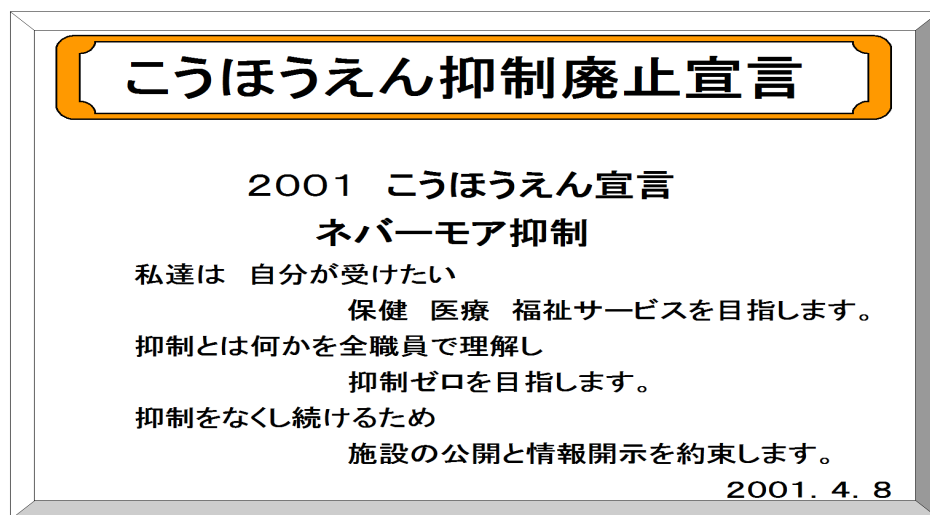 こうほうえん抑制廃止宣言
2001　こうほうえん宣言
ネバーモア抑制
私達は　自分が受けたい
保健　医療　福祉サービスを目指します。
抑制とは何かを全職員で理解し
抑制ゼロを目指します。
抑制をなくし続けるため
施設の公開と情報開示を約束します。
2001．4．8